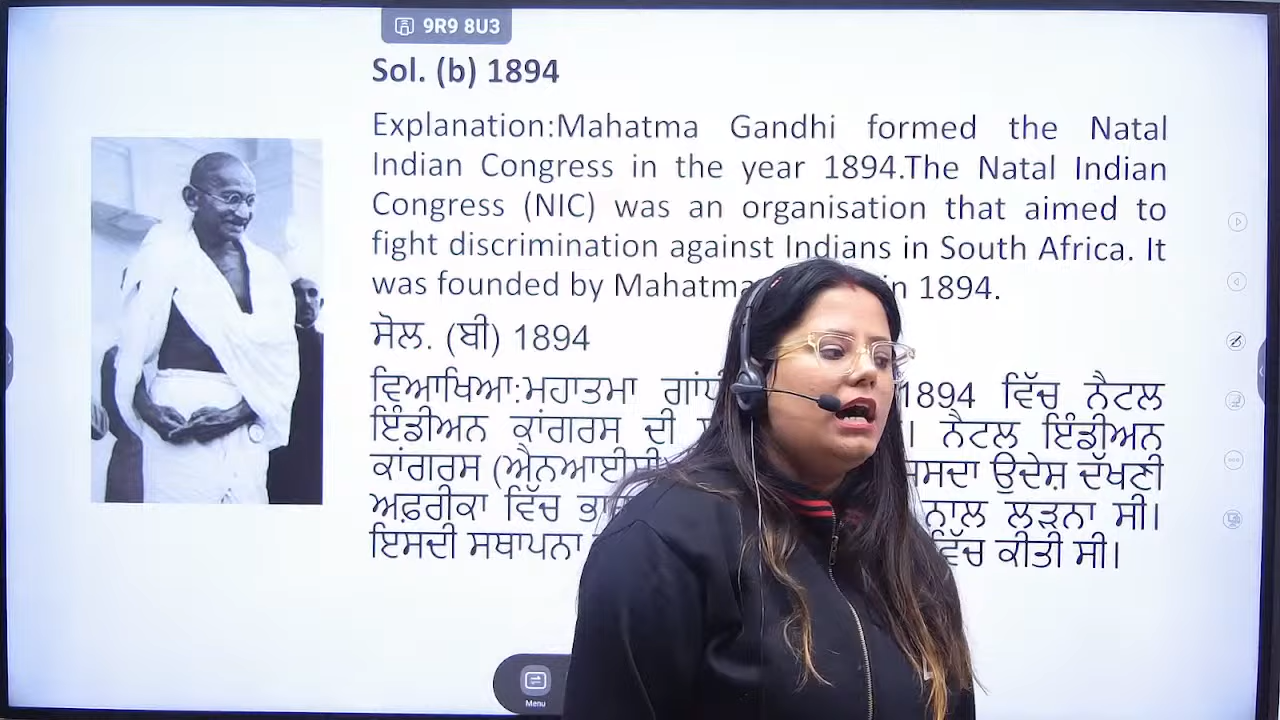 9R9 8U3
Sol. (b) 1894
Explanation:Mahatma Gandhi formed the Natal
Indian Congress in the year 1894.The Natal Indian
Congress (NIC) was an organisation that aimed to
fight discrimination against Indians in South Africa. It
was founded by Mahatma in 1894.
ਸੋਲ. (ਬੀ) 1894
ਵਿਆਖਿਆ:ਮਹਾਤਮਾ 1894 ਵਿੱਚ ਨੈਟਲ
ਇੰਡੀਅਨ ਕਾਂਗਰਸ ਦੀ । ਨੈਟਲ ਇੰਡੀਅਨ
ਕਾਂਗਰਸ ਉਦੇਸ਼ ਦੱਖਣੀ
ਅਫ਼ਰੀਕਾ ਵਿੱਚ ਨਾਲ ਲੜਨਾ ਸੀ।
ਇਸਦੀ ਸਥਾਪਨਾ ਵਿੱਚ ਕੀਤੀ ਸੀ।
Menu